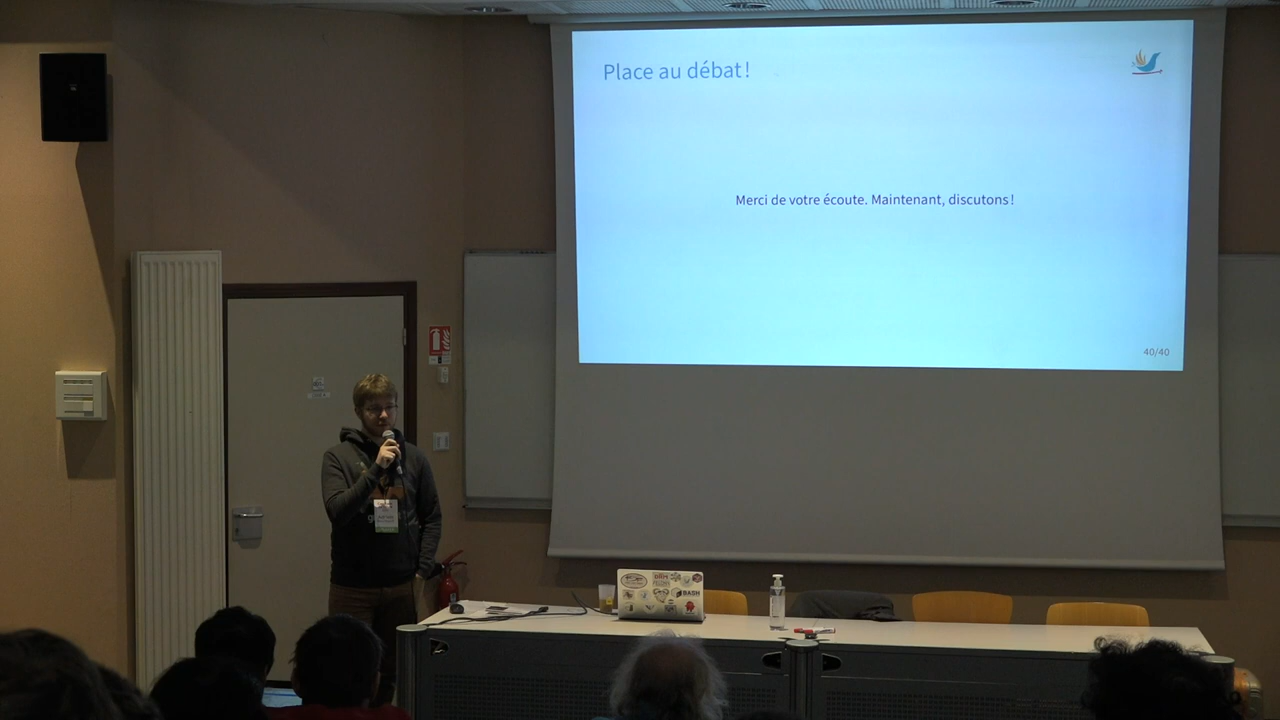 Place au débat !
Merci de votre écoute. Maintenant, discutons !
40/40
BASH